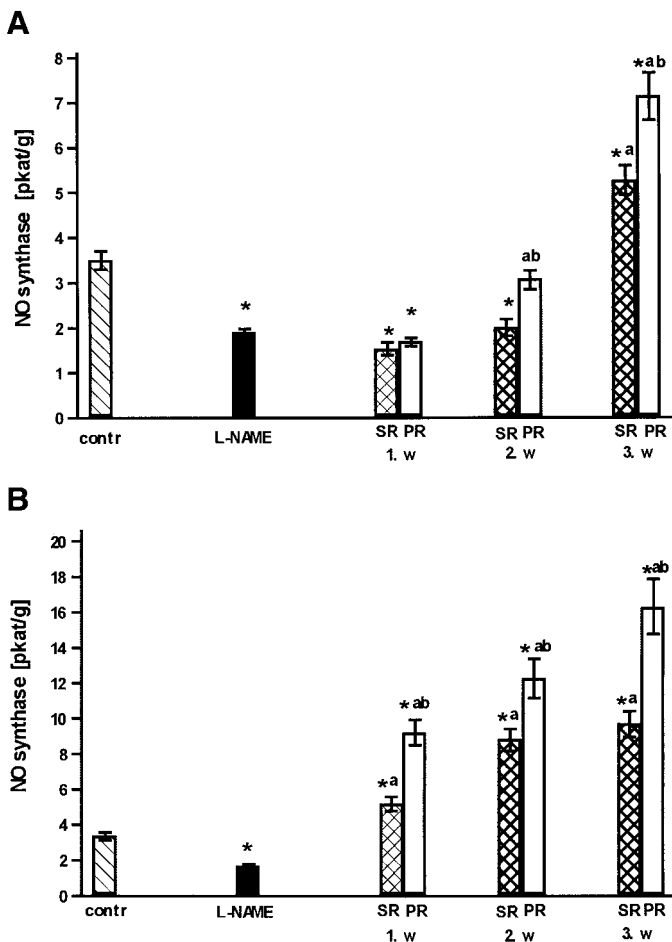 A
NO synthase [pkat/g]
8
7
6
5
4
3
2
1
0
*
*
*
*
ab
*a
*ab
contr
L-NAME
SR PR
SR PR
SR PR
1. w
2. w
3. w
B
NO synthase [pkat/g]
20
18
16
14
12
10
8
6
4
2
0
*
*a
*ab
*a
*ab
*a
*ab
contr
L-NAME
SR PR
SR PR
SR PR
1. w
2. w
3. w